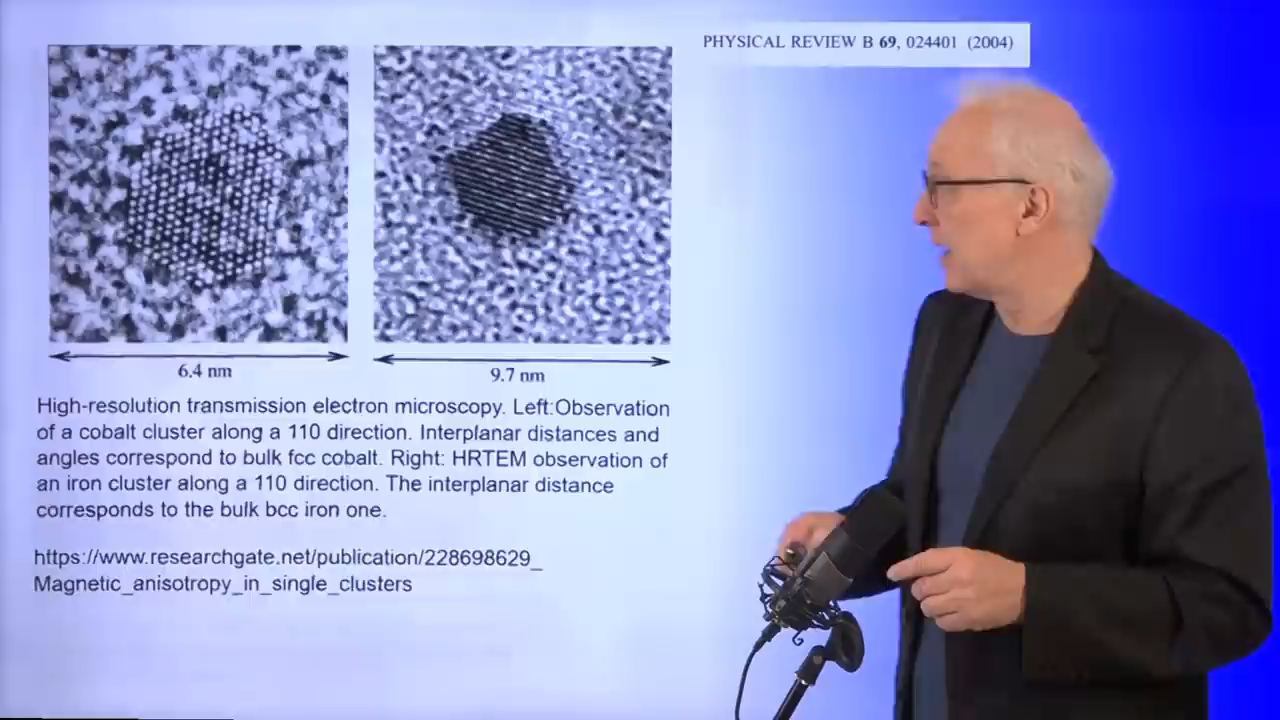 PHYSICAL REVIEW B 69, 024401 (2004)
6.4 nm
9.7 nm
High-resolution transmission electron microscopy. Left:Observation
of a cobalt cluster along a 110 direction. Interplanar distances and
angles correspond to bulk fcc cobalt. Right: HRTEM observation of
an iron cluster along a 110 direction. The interplanar distance
corresponds to the bulk bcc iron one.
https://www.researchgate.net/publication/228698629_
Magnetic_anisotropy_in_single_clusters